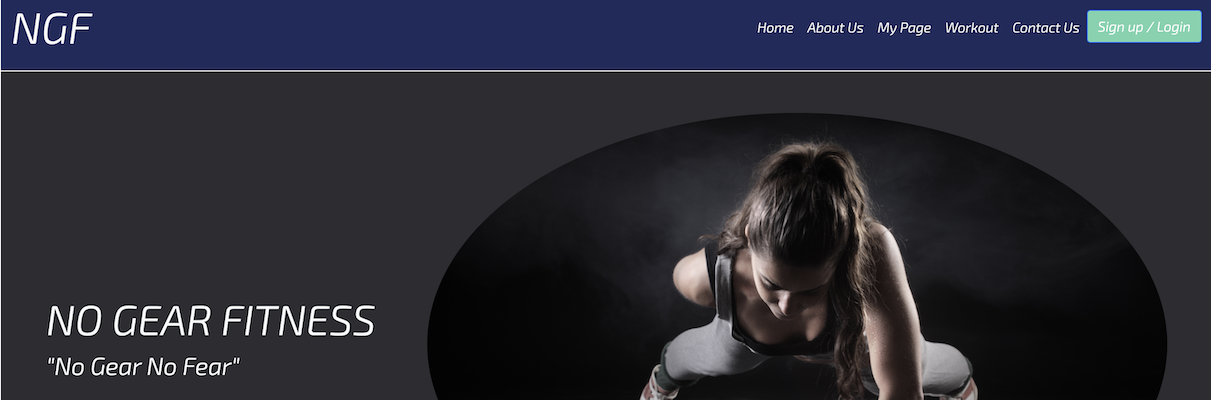 NGF
Home About Us My Page Workout Contact Us Sign up / Login
NO GEAR FITNESS
"No Gear No Fear"